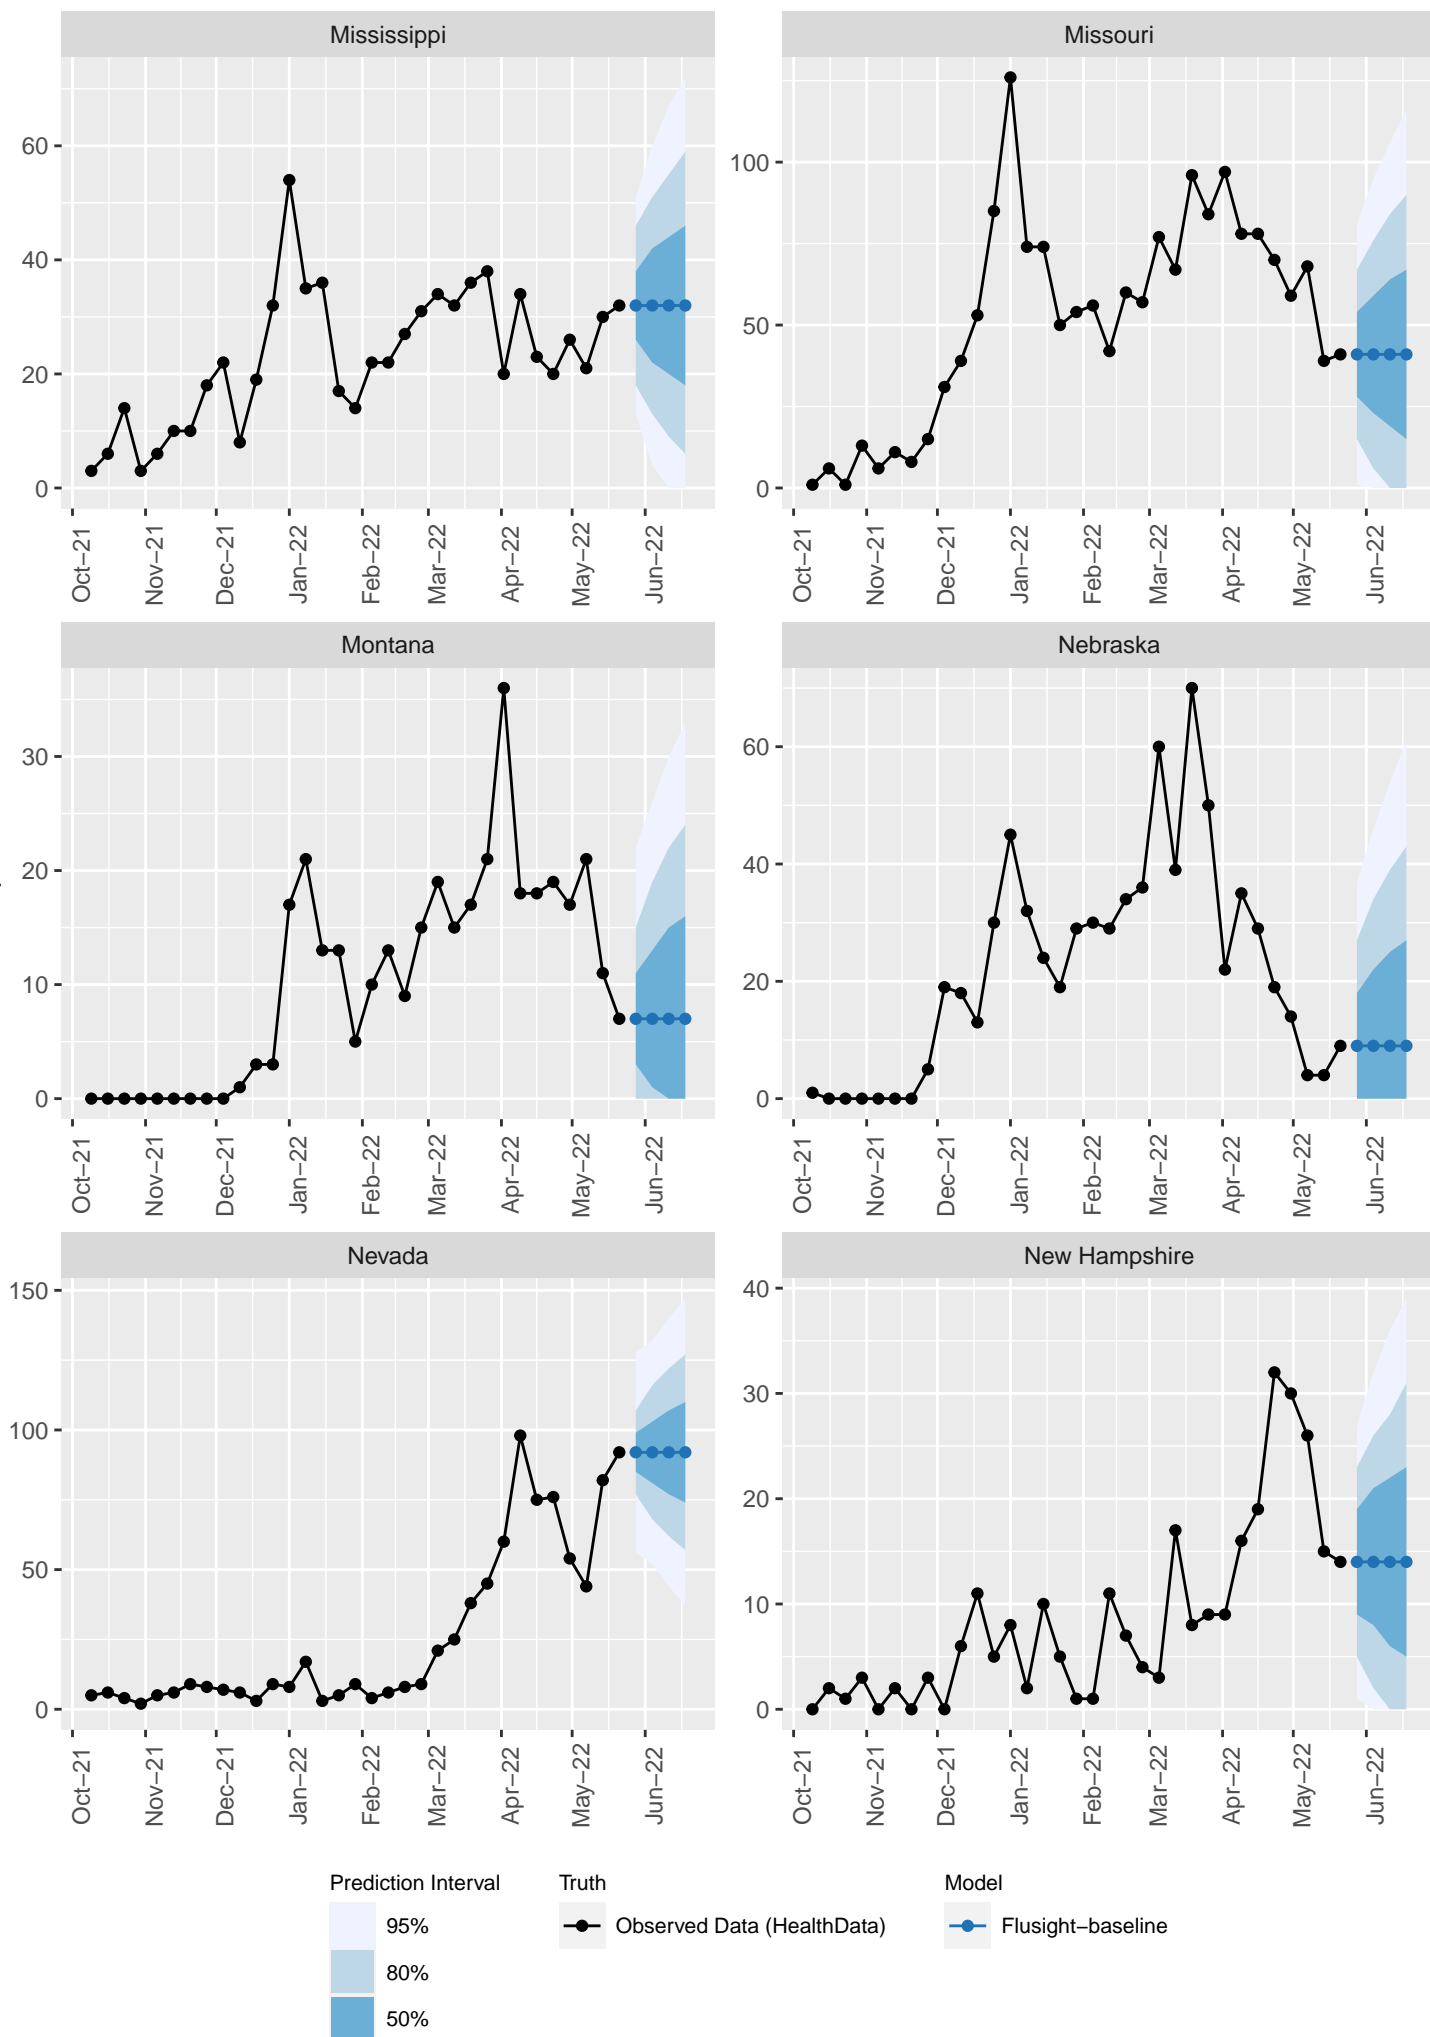 Mississippi
Missouri
60
40
20
0
100
50
0
Oct−21
Nov−21
Dec−21
Jan−22
Feb−22
Mar−22
Apr−22
May−22
Jun−22
Oct−21
Nov−21
Dec−21
Jan−22
Feb−22
Mar−22
Apr−22
May−22
Jun−22
Montana
Nebraska
30
20
10
0
60
40
20
0
Oct−21
Nov−21
Dec−21
Jan−22
Feb−22
Mar−22
Apr−22
May−22
Jun−22
Oct−21
Nov−21
Dec−21
Jan−22
Feb−22
Mar−22
Apr−22
May−22
Jun−22
Nevada
New Hampshire
150
100
50
0
40
30
20
10
0
Oct−21
Nov−21
Dec−21
Jan−22
Feb−22
Mar−22
Apr−22
May−22
Jun−22
Oct−21
Nov−21
Dec−21
Jan−22
Feb−22
Mar−22
Apr−22
May−22
Jun−22
Prediction Interval
95%
80%
50%
Truth
Observed Data (HealthData)
Model
Flusight−baseline